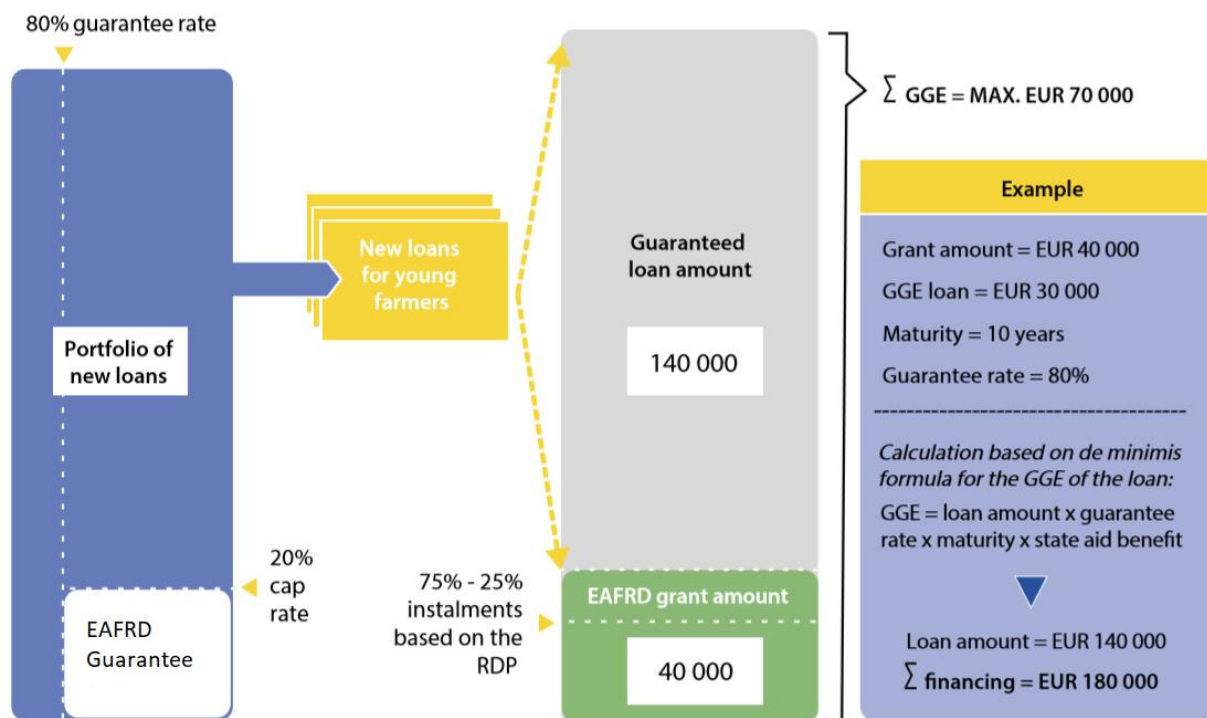 80% guarantee rate
Portfolio of
new loans
EAFRD
Guarantee
20%
cap
rate
New loans
for young
farmers
75% - 25%
instalments
based on the
RDP
Guaranteed
loan amount
140 000
EAFRD grant amount
40 000
∑ GGE = MAX. EUR 70 000
Example
Grant amount = EUR 40 000
GGE loan = EUR 30 000
Maturity = 10 years
Guarantee rate = 80%
Calculation based on de minimis
formula for the GGE of the loan:
GGE = loan amount x guarantee
rate x maturity x state aid benefit
Loan amount = EUR 140 000
∑ financing = EUR 180 000